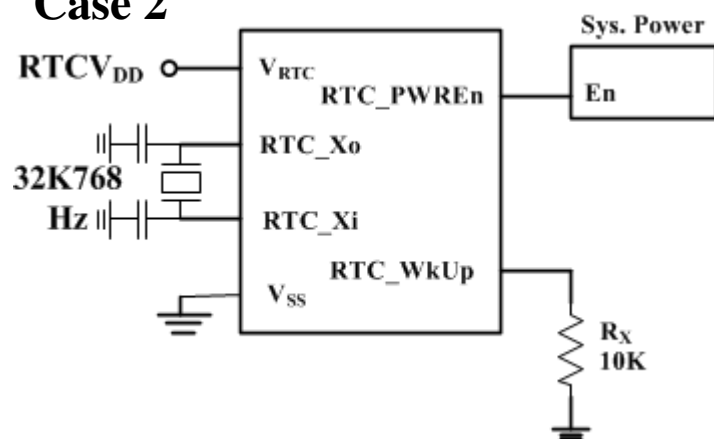 Case 2
Sys. Power
RTCVDD
VRTC
RTC_PWREn
En
RTC_Xo
32K768
Hz
RTC_Xi
RTC_WkUp
VSS
RX
10K